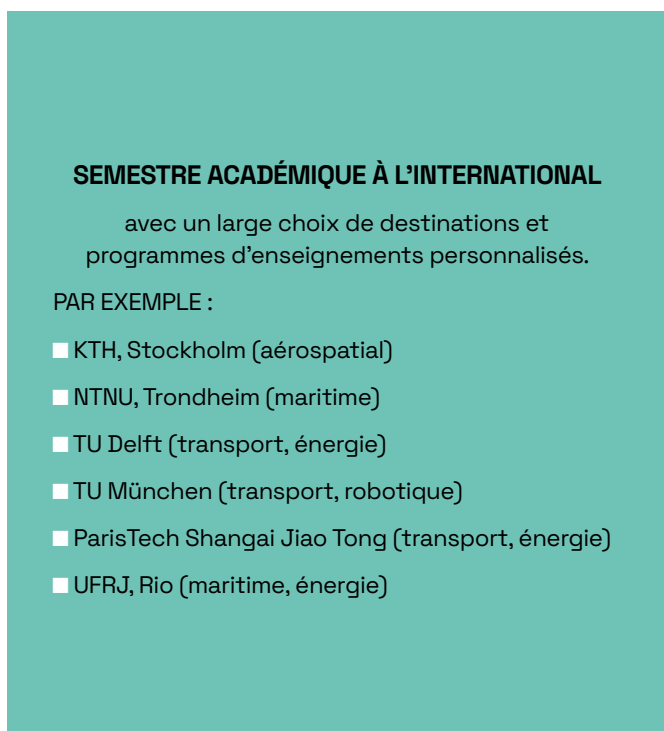 SEMESTRE ACADÉMIQUE À L'INTERNATIONAL
avec un large choix de destinations et
programmes d'enseignements personnalisés.
PAR EXEMPLE :
KTH, Stockholm (aérospatial)
NTNU, Trondheim (maritime)
TU Delft (transport, énergie)
TU München (transport, robotique)
ParisTech Shangai Jiao Tong (transport, énergie)
UFRJ, Rio (maritime, énergie)